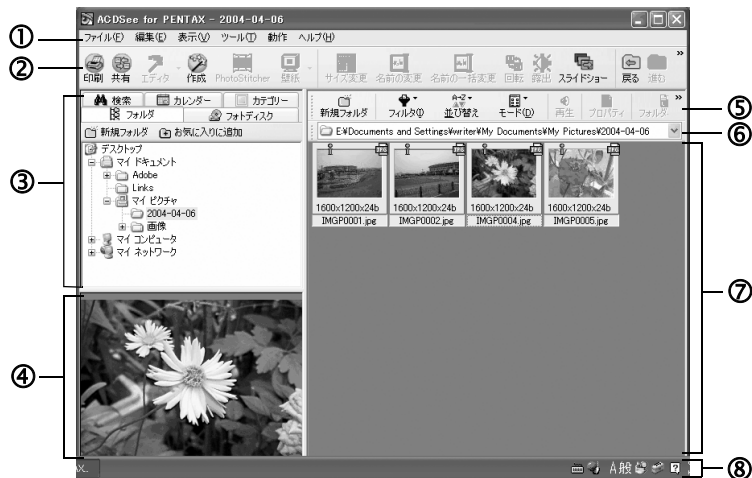 ACDSee for PENTAX - 2004-04-06
①
ファイル(F) 編集(E) 表示(V) ツール(T) 動作 ヘルプ(H)
②
印刷 共有 エディタ 作成 PhotoStitcher 壁紙 サイズ変更 名前の変更 名前の一括変更 回転 露出 スライドショー 戻る 進む »
③
検索 カレンダー カテゴリー
フォルダ フォトディスク
新規フォルダ お気に入りに追加
デスクトップ
マイ ドキュメント
Adobe
Links
マイ ピクチャ
2004-04-06
画像
マイ コンピュータ
マイ ネットワーク
④
新規フォルダ フィルタ(I) 並び替え モード(D) 再生 プロパティ フォルダ »
⑤
E:¥Documents and Settings¥writer¥My Documents¥My Pictures¥2004-04-06
⑥
1600x1200x24b 1600x1200x24b 1600x1200x24b 1600x1200x24b
IMGP0001.jpg IMGP0002.jpg IMGP0004.jpg IMGP0005.jpg
⑦
A 般
⑧